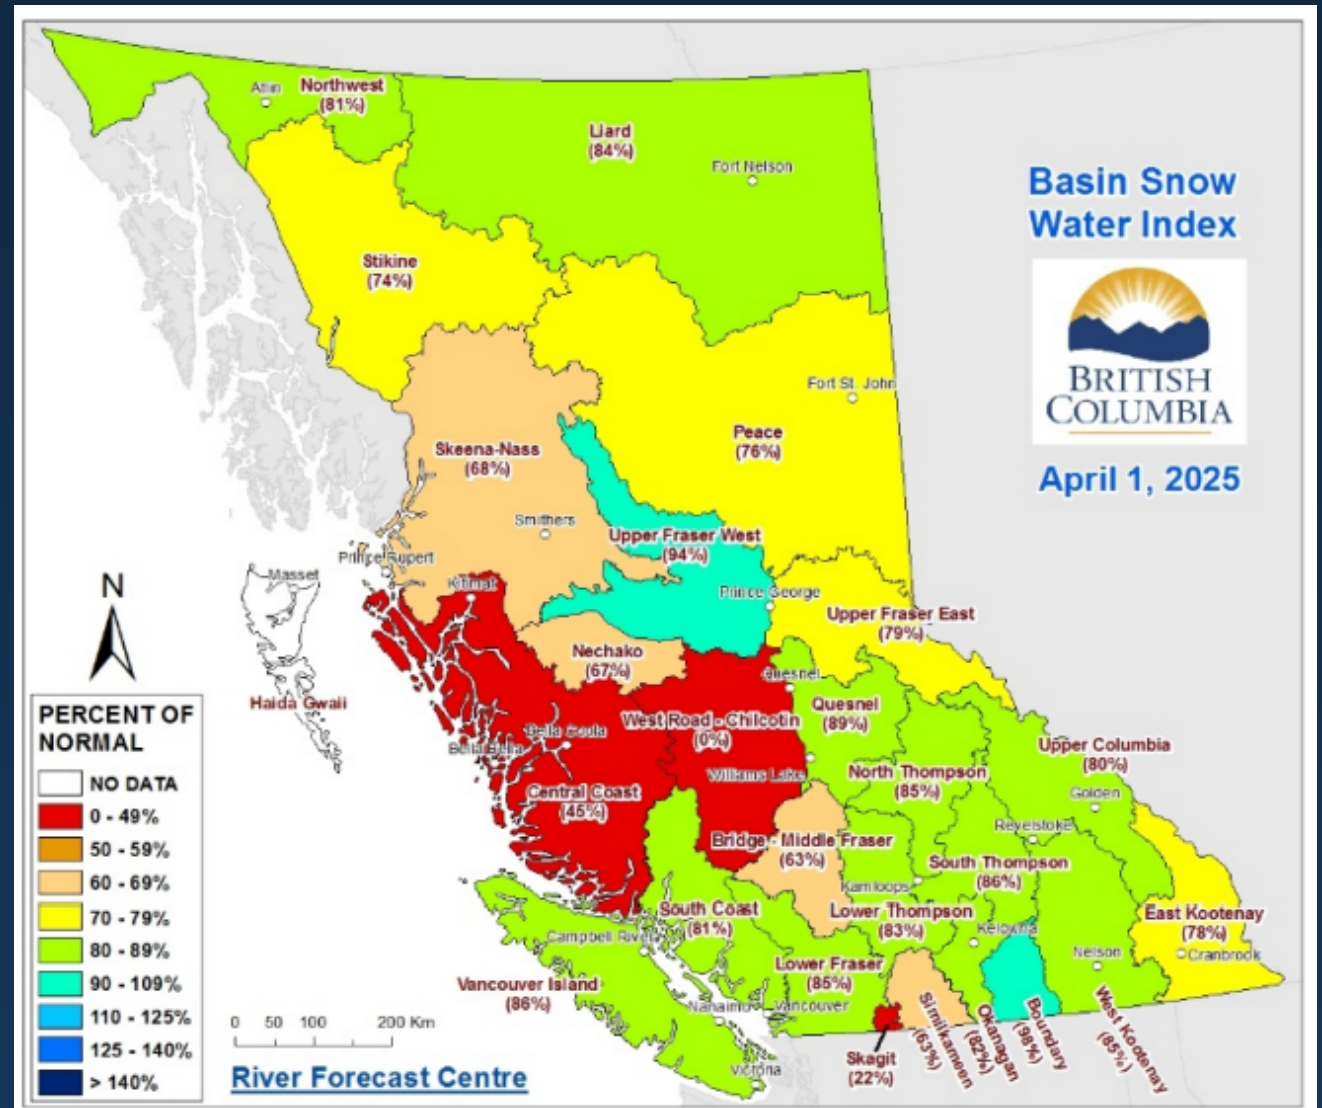 Basin Snow
Water Index
BRITISH
COLUMBIA
April 1, 2025
Atlin
Northwest
(81%)
Liard
(84%)
Fort Nelson
Stikine
(74%)
Fort St. John
Peace
(76%)
Skeena-Nass
(68%)
Smithers
Upper Fraser West
(94%)
Prince Rupert
Masset
Kitimat
Prince George
Upper Fraser East
(79%)
Nechako
(67%)
Haida Gwaii
Quesnel
Quesnel
(89%)
West Road - Chilcotin
(0%)
Bella Coola
Bella Bella
Williams Lake
Upper Columbia
(80%)
North Thompson
(85%)
Golden
Central Coast
(45%)
Revelstoke
Bridge - Middle Fraser
(63%)
South Thompson
(86%)
Kamloops
South Coast
(81%)
Lower Thompson
(83%)
East Kootenay
(78%)
Campbell River
Kelowna
Nelson
Cranbrook
Lower Fraser
(85%)
Vancouver Island
(86%)
Nanaimo
Vancouver
Skagit
(22%)
Similkameen
(63%)
Okanagan
(82%)
Boundary
(98%)
West Kootenay
(85%)
Victoria
N
PERCENT OF
NORMAL
NO DATA
0 - 49%
50 - 59%
60 - 69%
70 - 79%
80 - 89%
90 - 109%
110 - 125%
125 - 140%
> 140%
0 50 100 200 Km
River Forecast Centre